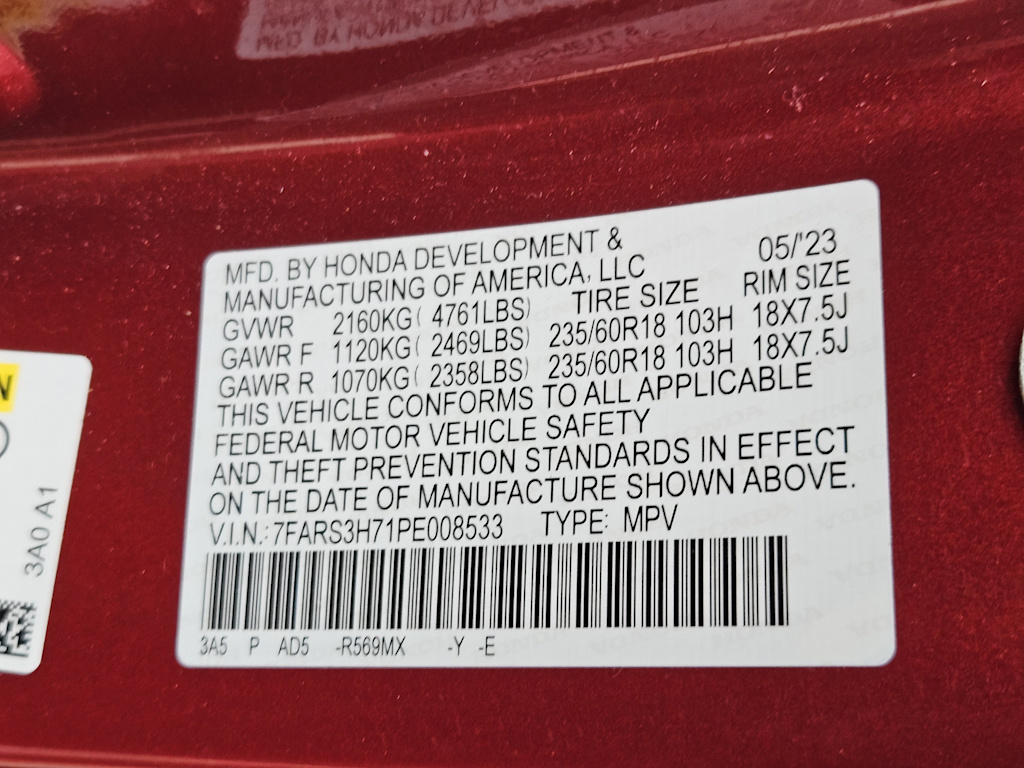 MFD. BY HONDA DEVELOPMENT & 05/'23
MANUFACTURING OF AMERICA, LLC
GVWR 2160KG( 4761LBS) TIRE SIZE RIM SIZE
GAWR F 1120KG( 2469LBS) 235/60R18 103H 18X7.5J
GAWR R 1070KG( 2358LBS) 235/60R18 103H 18X7.5J
THIS VEHICLE CONFORMS TO ALL APPLICABLE
FEDERAL MOTOR VEHICLE SAFETY
AND THEFT PREVENTION STANDARDS IN EFFECT
ON THE DATE OF MANUFACTURE SHOWN ABOVE.
V.I.N.: 7FARS3H71PE008533 TYPE: MPV
3A5 P AD5 -R569MX -Y -E
N
3A0 A1